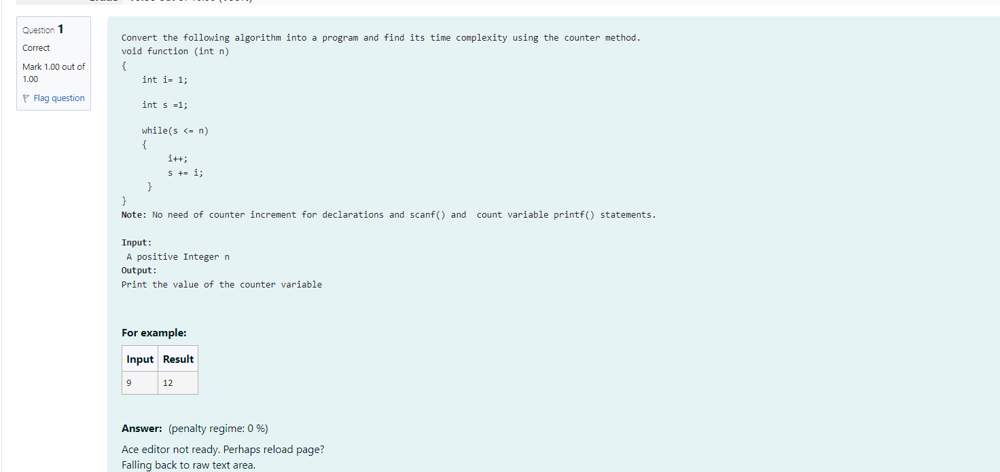 Question 1
Correct
Mark 1.00 out of
1.00
Flag question
Convert the following algorithm into a program and find its time complexity using the counter method.
void function (int n)
{
int i= 1;
int s =1;
while(s <= n)
{
i++;
s += i;
}
}
Note: No need of counter increment for declarations and scanf() and  count variable printf() statements.
Input:
A positive Integer n
Output:
Print the value of the counter variable
For example:
Input Result
9 12
Answer: (penalty regime: 0 %)
Ace editor not ready. Perhaps reload page?
Falling back to raw text area.